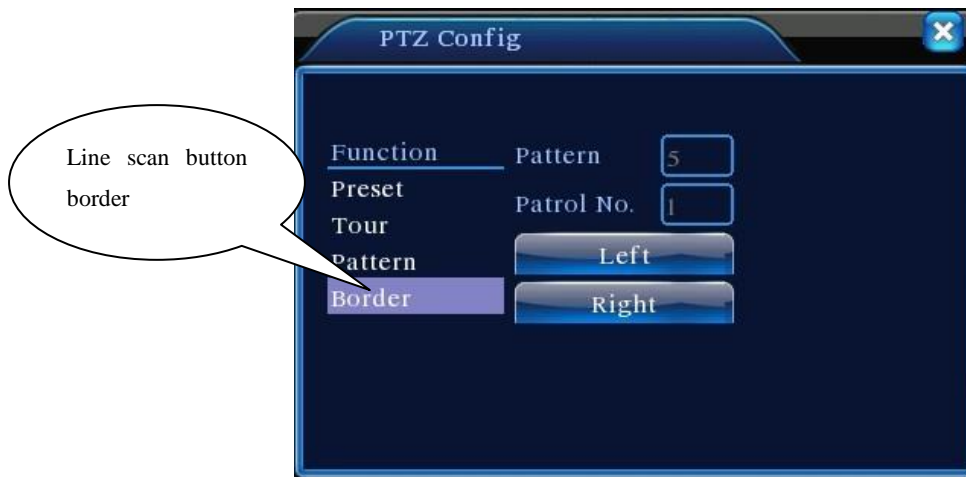 PTZ Config
Line scan button
border
Function
Preset
Tour
Pattern
Border
Pattern 5
Patrol No. 1
Left
Right